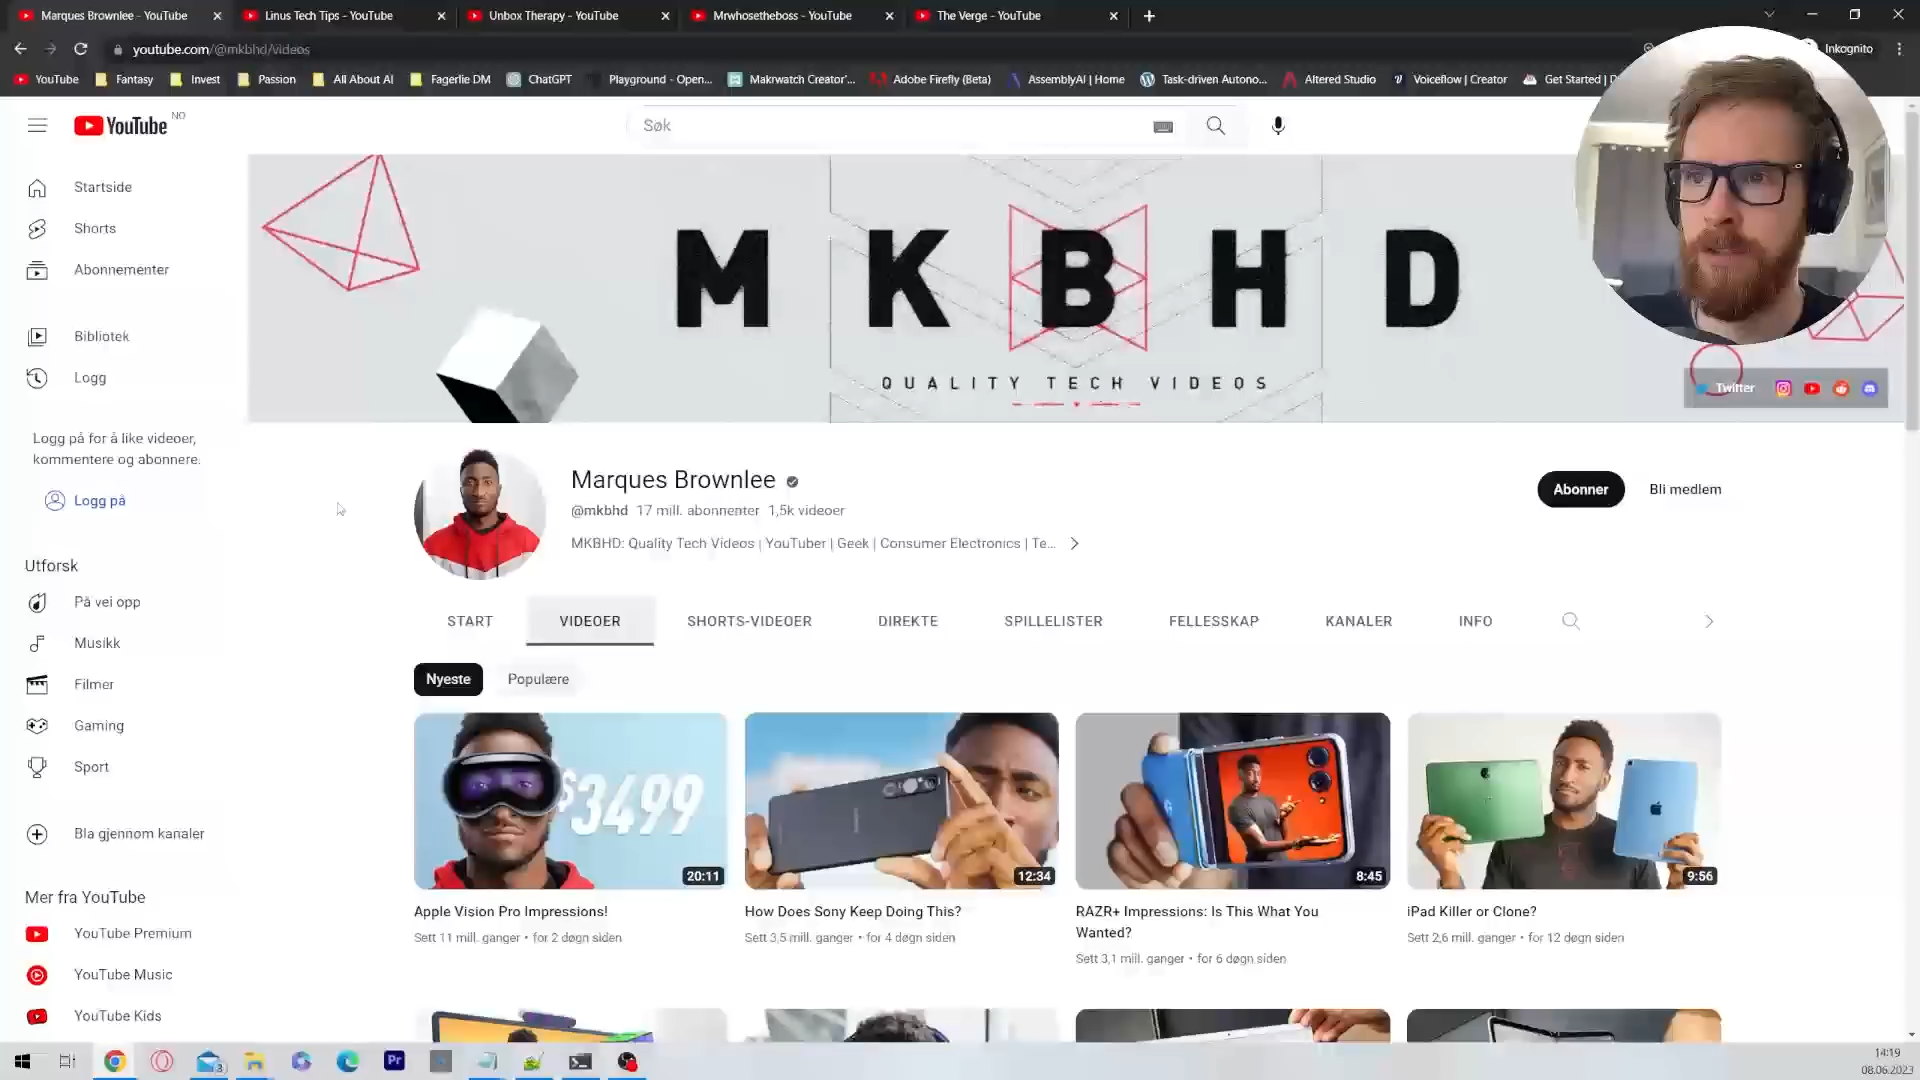 Marques Brownlee - YouTube
Linus Tech Tips - YouTube
Unbox Therapy - YouTube
Mrwhosetheboss - YouTube
The Verge - YouTube
youtube.com/@mkbhd/videos
Inkognito
YouTube
Fantasy
Invest
Passion
All About AI
Fagerlie DM
ChatGPT
Playground - Open...
Makrwatch Creator'...
Adobe Firefly (Beta)
AssemblyAI | Home
Task-driven Autono...
Altered Studio
Voiceflow | Creator
Get Started | D
YouTube NO
Søk
Startside
Shorts
Abonnementer
Bibliotek
Logg
Logg på for å like videoer,
kommentere og abonnere.
Logg på
Utforsk
På vei opp
Musikk
Filmer
Gaming
Sport
Bla gjennom kanaler
Mer fra YouTube
YouTube Premium
YouTube Music
YouTube Kids
MKBHD
QUALITY TECH VIDEOS
Twitter
Marques Brownlee
@mkbhd 17 mill. abonnenter 1,5k videoer
MKBHD: Quality Tech Videos | YouTuber | Geek | Consumer Electronics | Te...
Abonner
Bli medlem
START
VIDEOER
SHORTS-VIDEOER
DIREKTE
SPILLELISTER
FELLESSKAP
KANALER
INFO
Nyeste
Populære
$3499
20:11
12:34
8:45
9:56
Apple Vision Pro Impressions!
Sett 11 mill. ganger • for 2 døgn siden
How Does Sony Keep Doing This?
Sett 3,5 mill. ganger • for 4 døgn siden
RAZR+ Impressions: Is This What You
Wanted?
Sett 3,1 mill. ganger • for 6 døgn siden
iPad Killer or Clone?
Sett 2,6 mill. ganger • for 12 døgn siden
Pr
3
14:19
08.06.2023